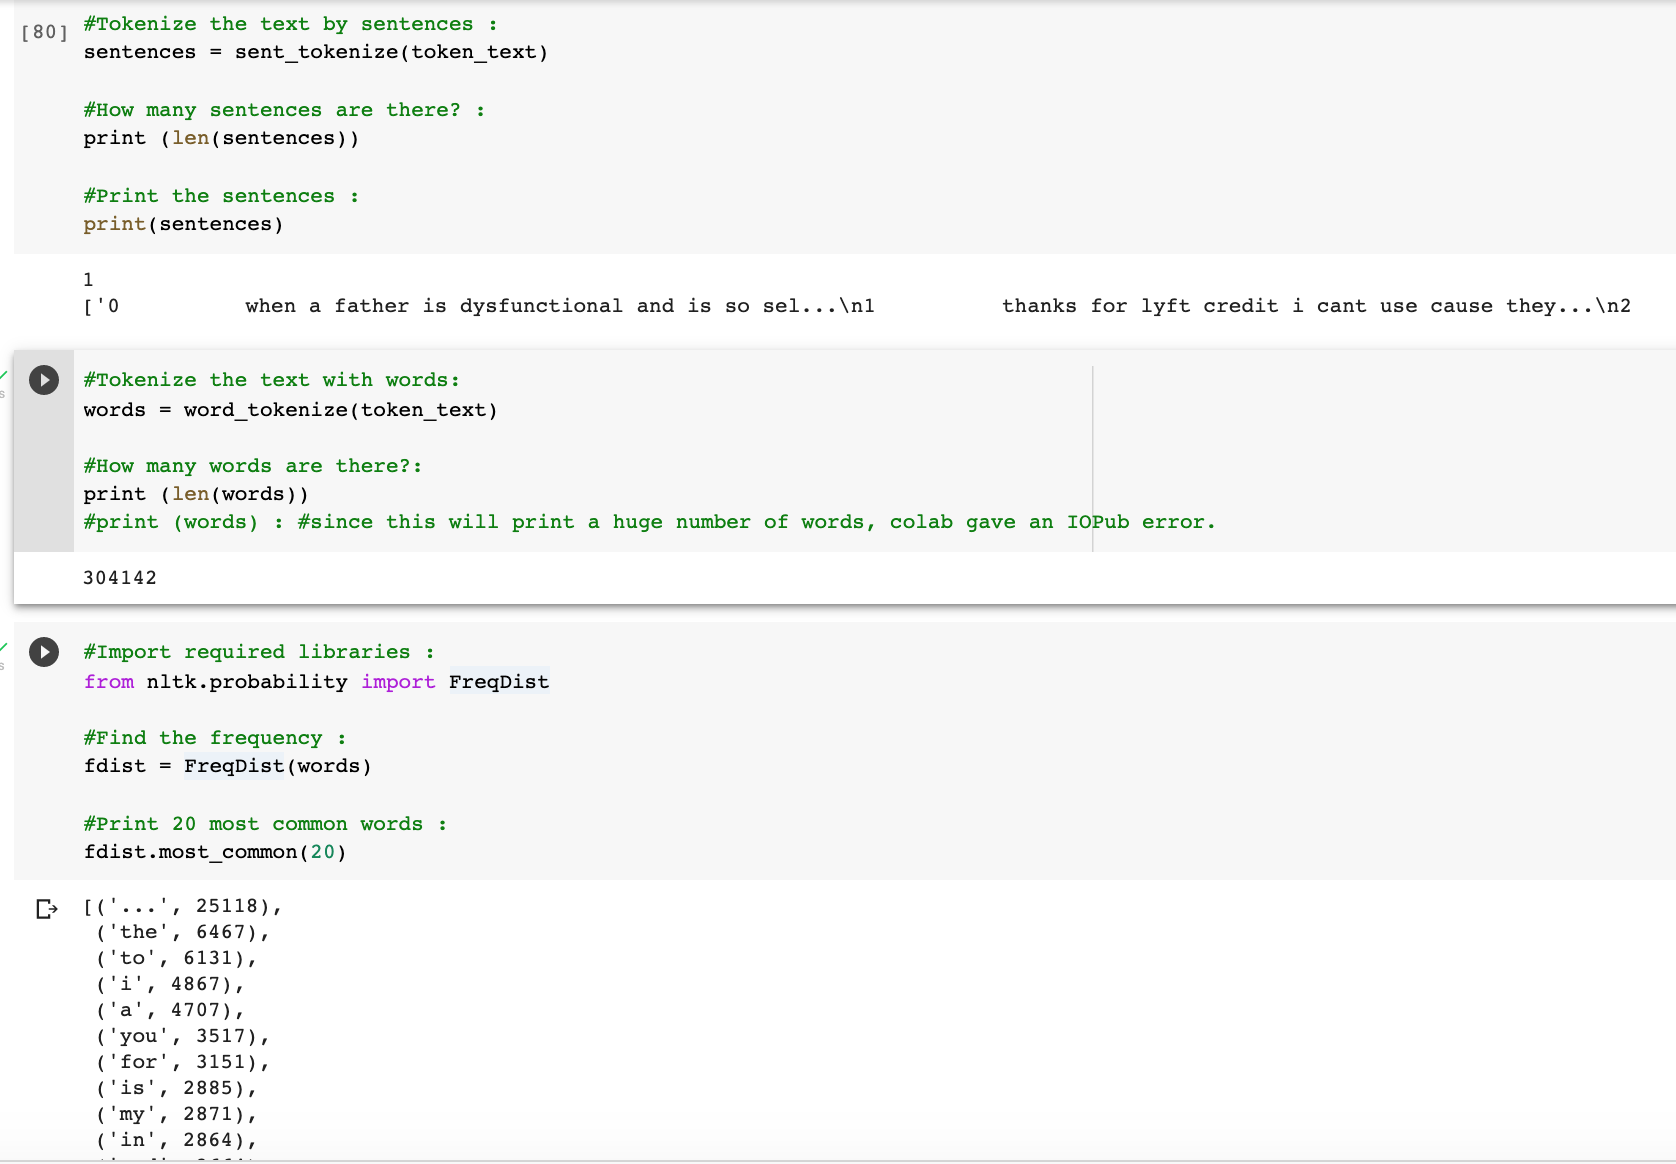 [80] #Tokenize the text by sentences :
sentences = sent_tokenize(token_text)
#How many sentences are there? :
print (len(sentences))
#Print the sentences :
print(sentences)
1
['0          when a father is dysfunctional and is so sel...\n1          thanks for lyft credit i cant use cause they...\n2
#Tokenize the text with words:
words = word_tokenize(token_text)
#How many words are there?:
print (len(words))
#print (words) : #since this will print a huge number of words, colab gave an IOPub error.
304142
#Import required libraries :
from nltk.probability import FreqDist
#Find the frequency :
fdist = FreqDist(words)
#Print 20 most common words :
fdist.most_common(20)
[('...', 25118),
('the', 6467),
('to', 6131),
('i', 4867),
('a', 4707),
('you', 3517),
('for', 3151),
('is', 2885),
('my', 2871),
('in', 2864),